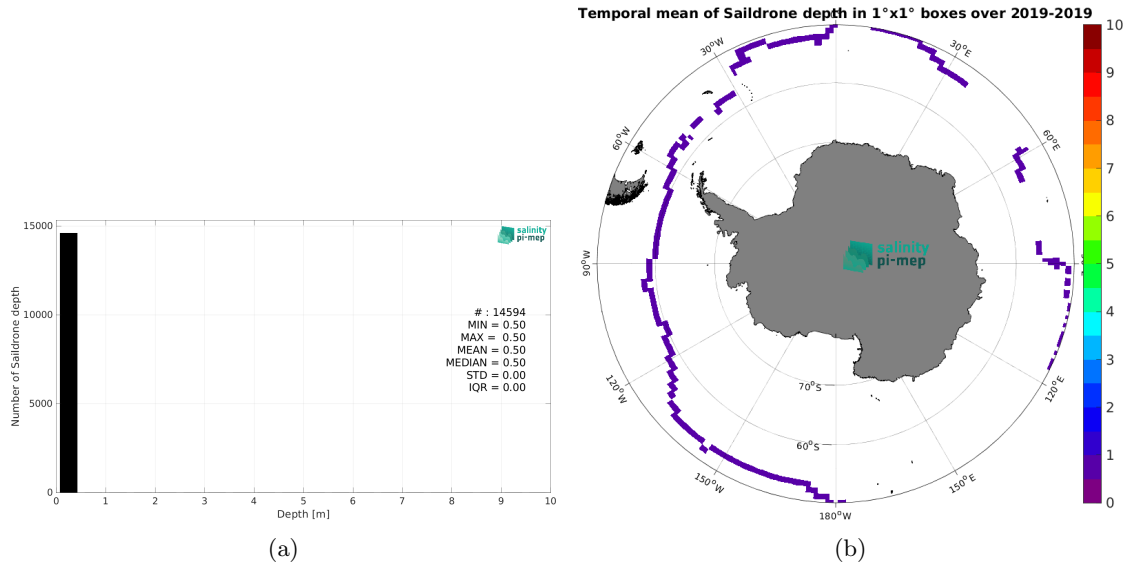 Temporal mean of Saildrone depth in 1°x1° boxes over 2019-2019
15000
10000
5000
0
Number of Saildrone depth
0 1 2 3 4 5 6 7 8 9 10
Depth [m]
salinity
pi-mep
# : 14594
MIN = 0.50
MAX = 0.50
MEAN = 0.50
MEDIAN = 0.50
STD = 0.00
IQR = 0.00
(a)
30°W
30°E
60°W
60°E
90°W
120°W
120°E
150°W
150°E
180°W
70°S
60°S
salinity
pi-mep
10
9
8
7
6
5
4
3
2
1
0
(b)